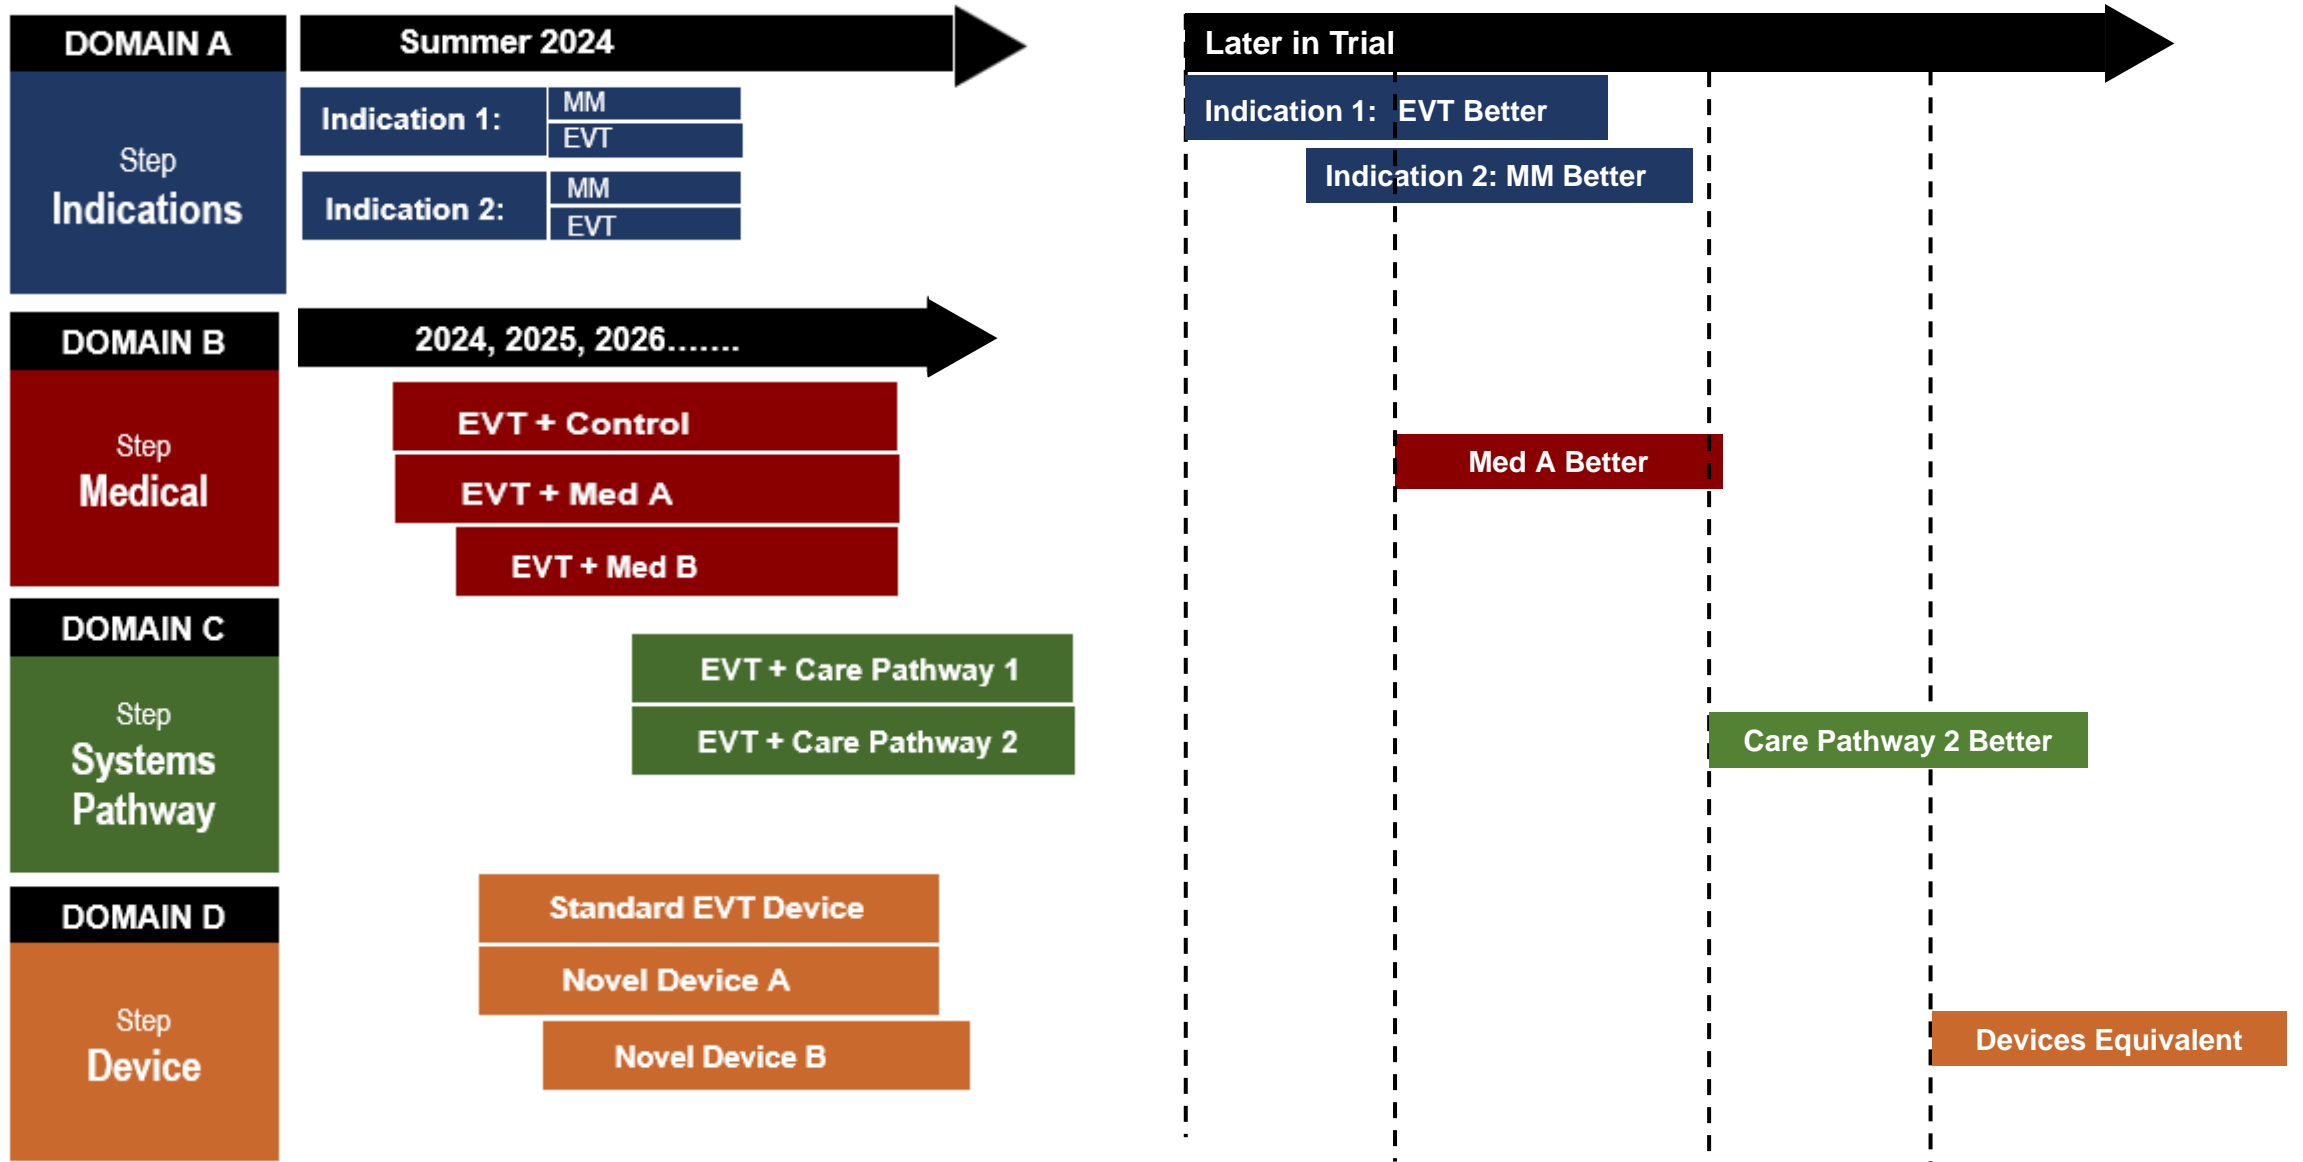 DOMAIN A
Step
Indications
Summer 2024
Indication 1:
MM
EVT
Indication 2:
MM
EVT
Later in Trial
Indication 1: EVT Better
Indication 2: MM Better
DOMAIN B
Step
Medical
2024, 2025, 2026.......
EVT + Control
EVT + Med A
EVT + Med B
Med A Better
DOMAIN C
Step
Systems
Pathway
EVT + Care Pathway 1
EVT + Care Pathway 2
Care Pathway 2 Better
DOMAIN D
Step
Device
Standard EVT Device
Novel Device A
Novel Device B
Devices Equivalent